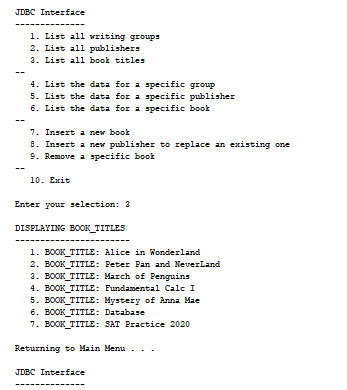 JDBC Interface
--------------
1. List all writing groups
2. List all publishers
3. List all book titles
--
4. List the data for a specific group
5. List the data for a specific publisher
6. List the data for a specific book
--
7. Insert a new book
8. Insert a new publisher to replace an existing one
9. Remove a specific book
--
10. Exit
Enter your selection: 3
DISPLAYING BOOK_TITLES
-----------------------
1. BOOK_TITLE: Alice in Wonderland
2. BOOK_TITLE: Peter Pan and NeverLand
3. BOOK_TITLE: March of Penguins
4. BOOK_TITLE: Fundamental Calc I
5. BOOK_TITLE: Mystery of Anna Mae
6. BOOK_TITLE: Database
7. BOOK_TITLE: SAT Practice 2020
Returning to Main Menu . . .
JDBC Interface
--------------